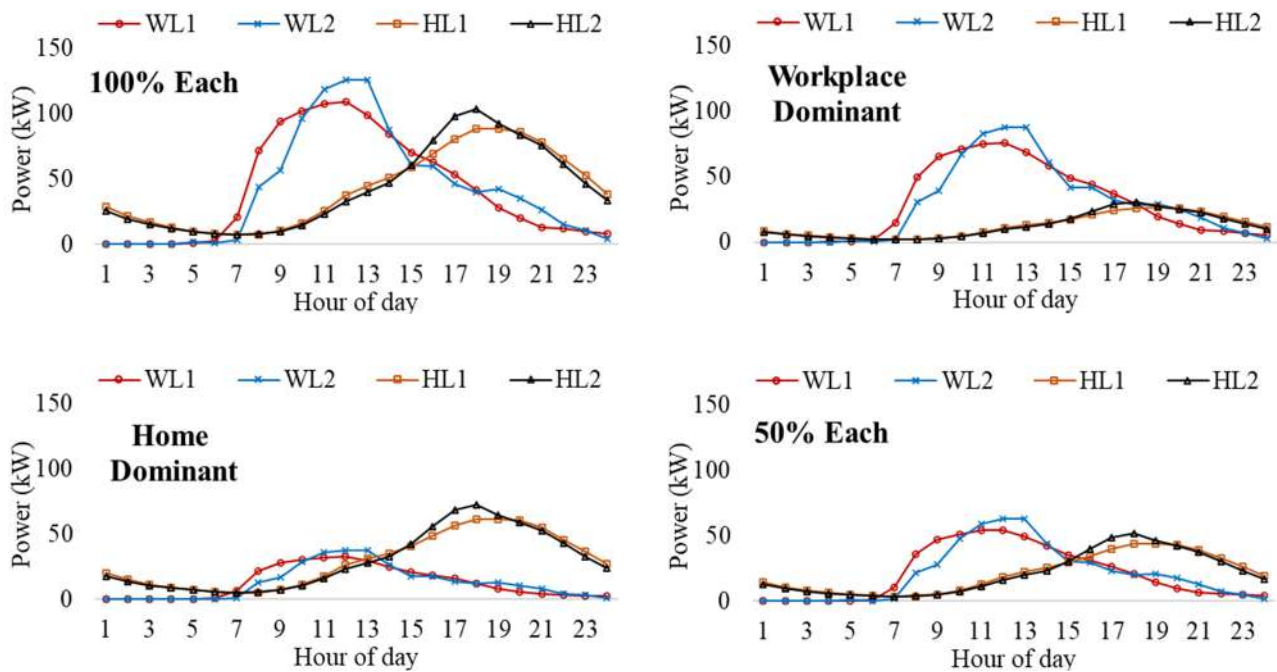 WL1 WL2 HL1 HL2
150
100% Each
100
50
0
Power (kW)
1 3 5 7 9 11 13 15 17 19 21 23
Hour of day
WL1 WL2 HL1 HL2
150
Workplace
Dominant
100
50
0
Power (kW)
1 3 5 7 9 11 13 15 17 19 21 23
Hour of day
WL1 WL2 HL1 HL2
150
Home
Dominant
100
50
0
Power (kW)
1 3 5 7 9 11 13 15 17 19 21 23
Hour of day
WL1 WL2 HL1 HL2
150
50% Each
100
50
0
Power (kW)
1 3 5 7 9 11 13 15 17 19 21 23
Hour of day